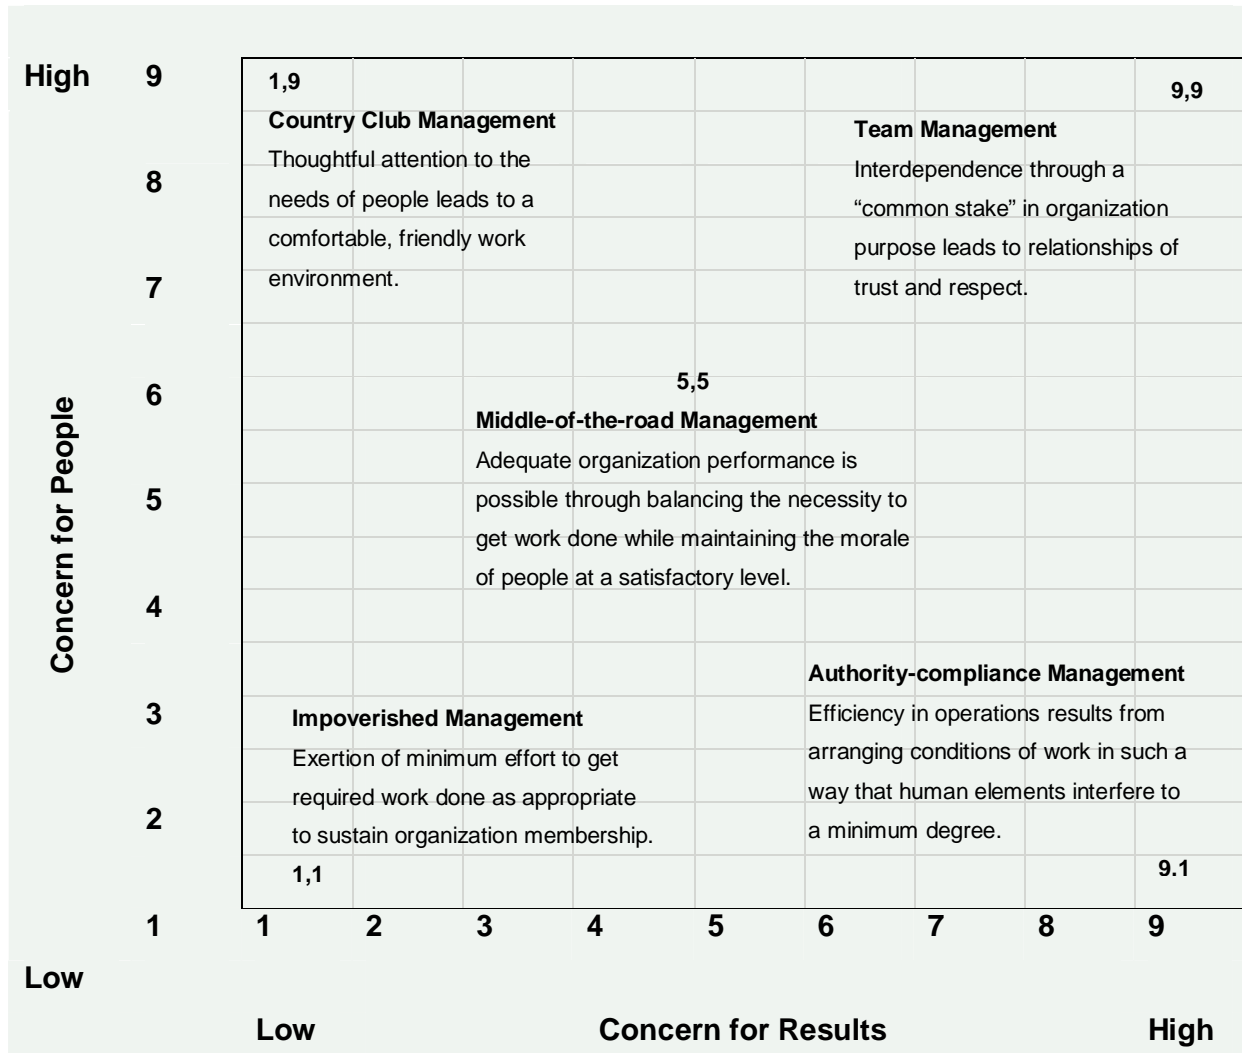 High
9
1,9
9,9
Country Club Management
Thoughtful attention to the
needs of people leads to a
comfortable, friendly work
environment.
Team Management
Interdependence through a
“common stake” in organization
purpose leads to relationships of
trust and respect.
8
7
6
5
4
3
2
1
Concern for People
5,5
Middle-of-the-road Management
Adequate organization performance is
possible through balancing the necessity to
get work done while maintaining the morale
of people at a satisfactory level.
Impoverished Management
Exertion of minimum effort to get
required work done as appropriate
to sustain organization membership.
1,1
Authority-compliance Management
Efficiency in operations results from
arranging conditions of work in such a
way that human elements interfere to
a minimum degree.
9.1
1 2 3 4 5 6 7 8 9
Low
Low Concern for Results High